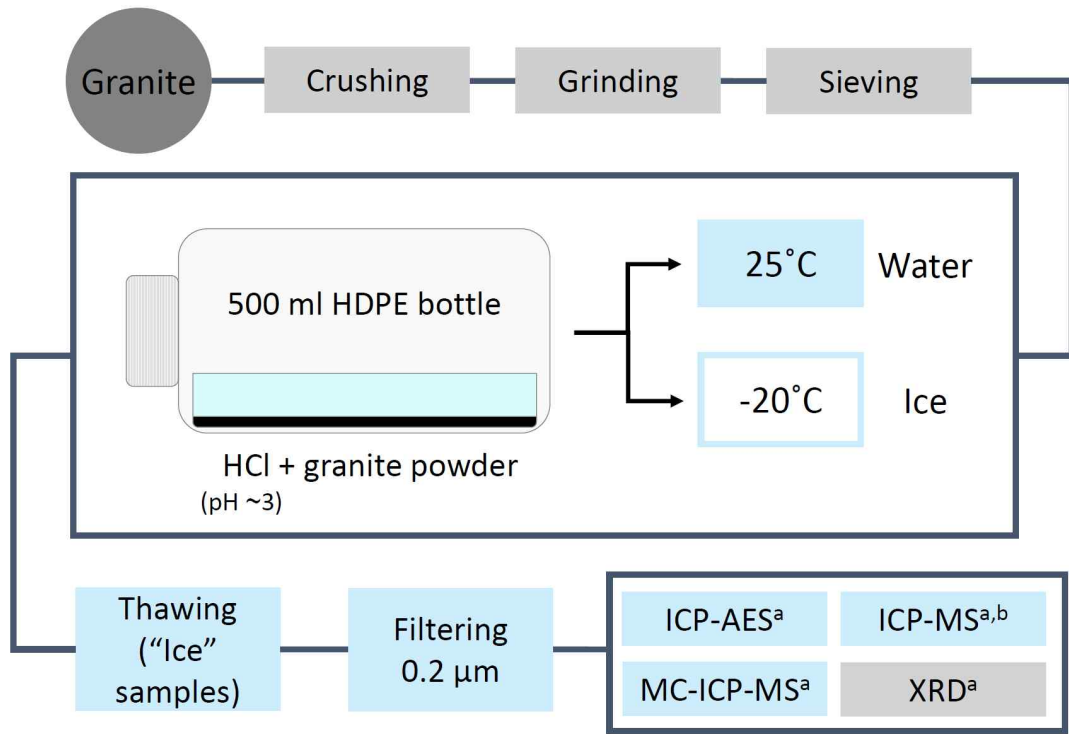 Granite
Crushing
Grinding
Sieving
500 ml HDPE bottle
25˚C
Water
-20˚C
Ice
HCl + granite powder
(pH ~3)
Thawing
(“Ice”
samples)
Filtering
0.2 µm
ICP-AESᵃ
ICP-MSᵃ,ᵇ
MC-ICP-MSᵃ
XRDᵃ